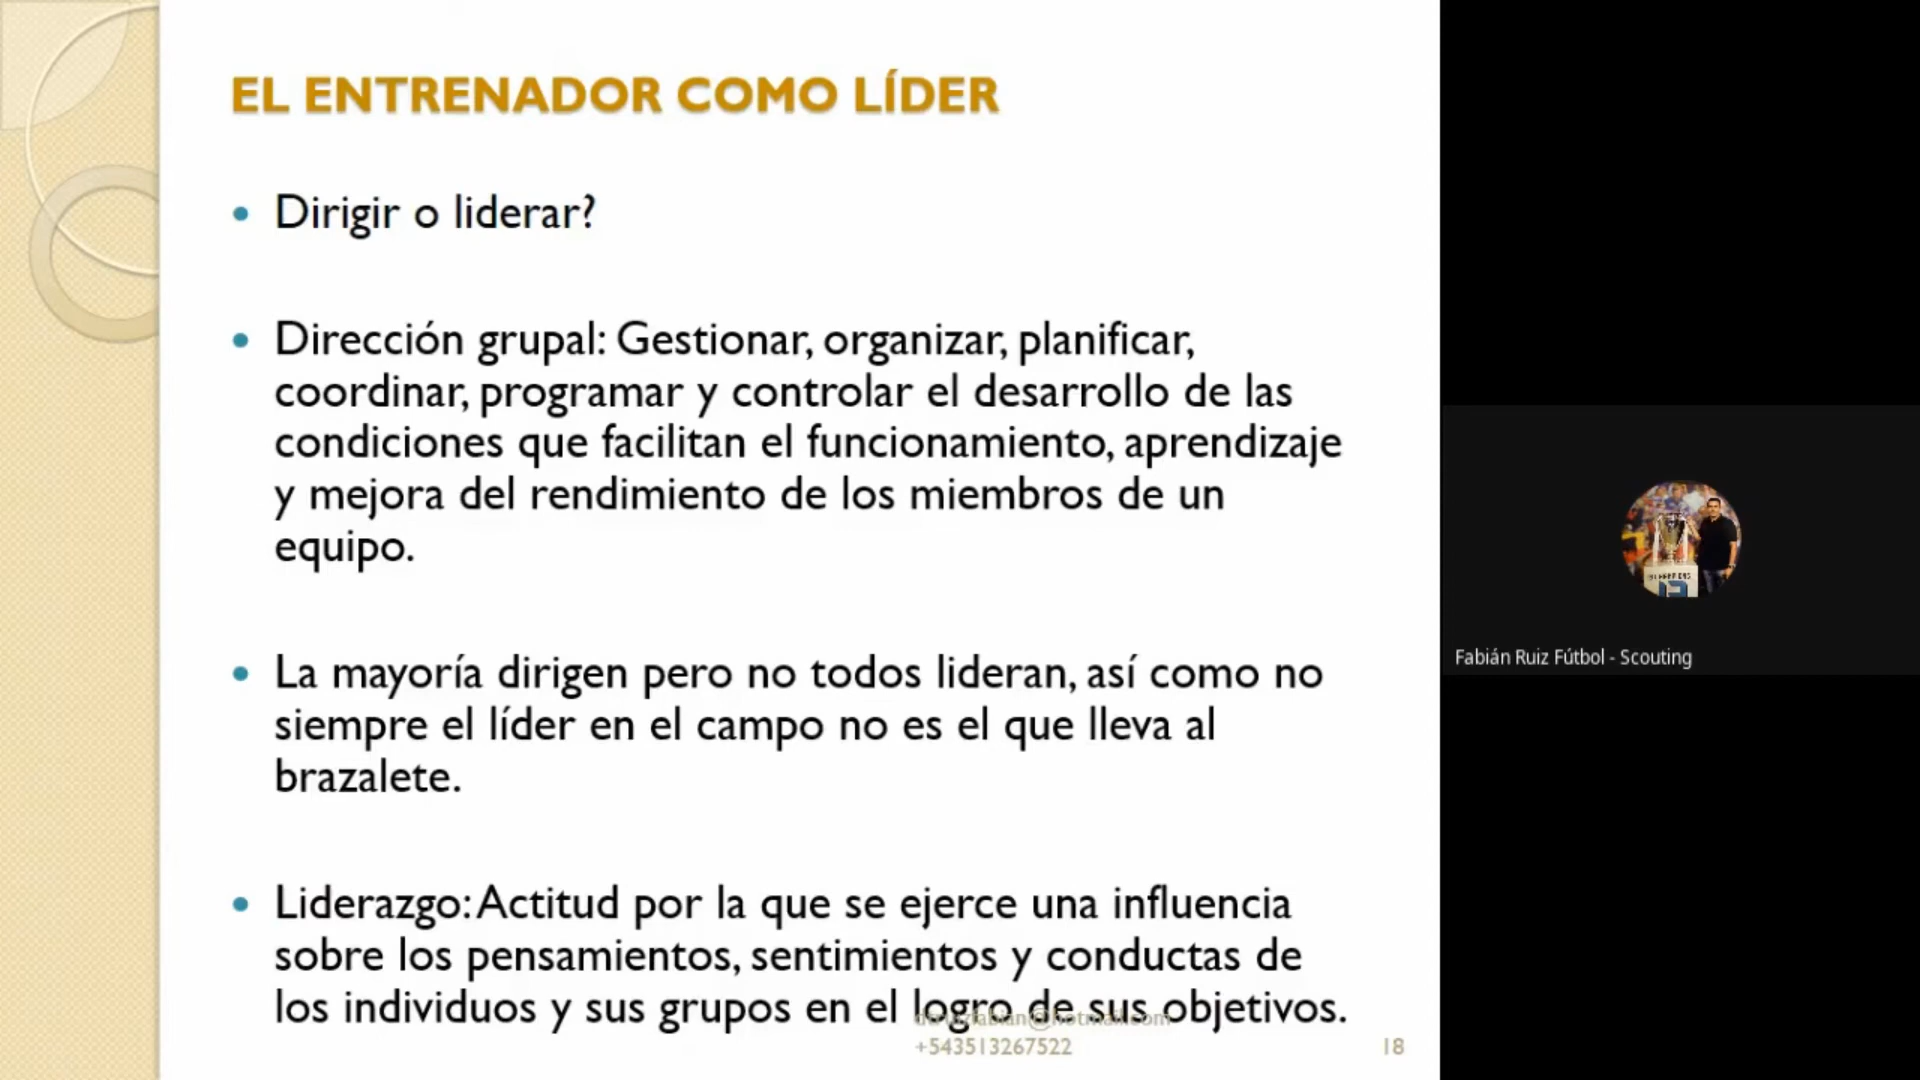 EL ENTRENADOR COMO LÍDER
• Dirigir o liderar?
• Dirección grupal: Gestionar, organizar, planificar,
coordinar, programar y controlar el desarrollo de las
condiciones que facilitan el funcionamiento, aprendizaje
y mejora del rendimiento de los miembros de un
equipo.
• La mayoría dirigen pero no todos lideran, así como no
siempre el líder en el campo no es el que lleva al
brazalete.
• Liderazgo: Actitud por la que se ejerce una influencia
sobre los pensamientos, sentimientos y conductas de
los individuos y sus grupos en el logro de sus objetivos.
+543513267522
18
Fabián Ruiz Fútbol - Scouting